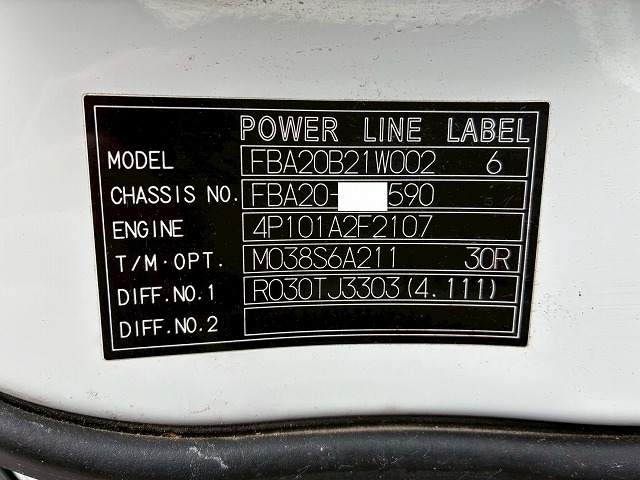 POWER LINE LABEL
MODEL FBA20B21W002 6
CHASSIS NO. FBA20- 590
ENGINE 4P101A2F2107
T/M·OPT. M038S6A211 30R
DIFF.NO.1 R030TJ3303(4.111)
DIFF.NO.2